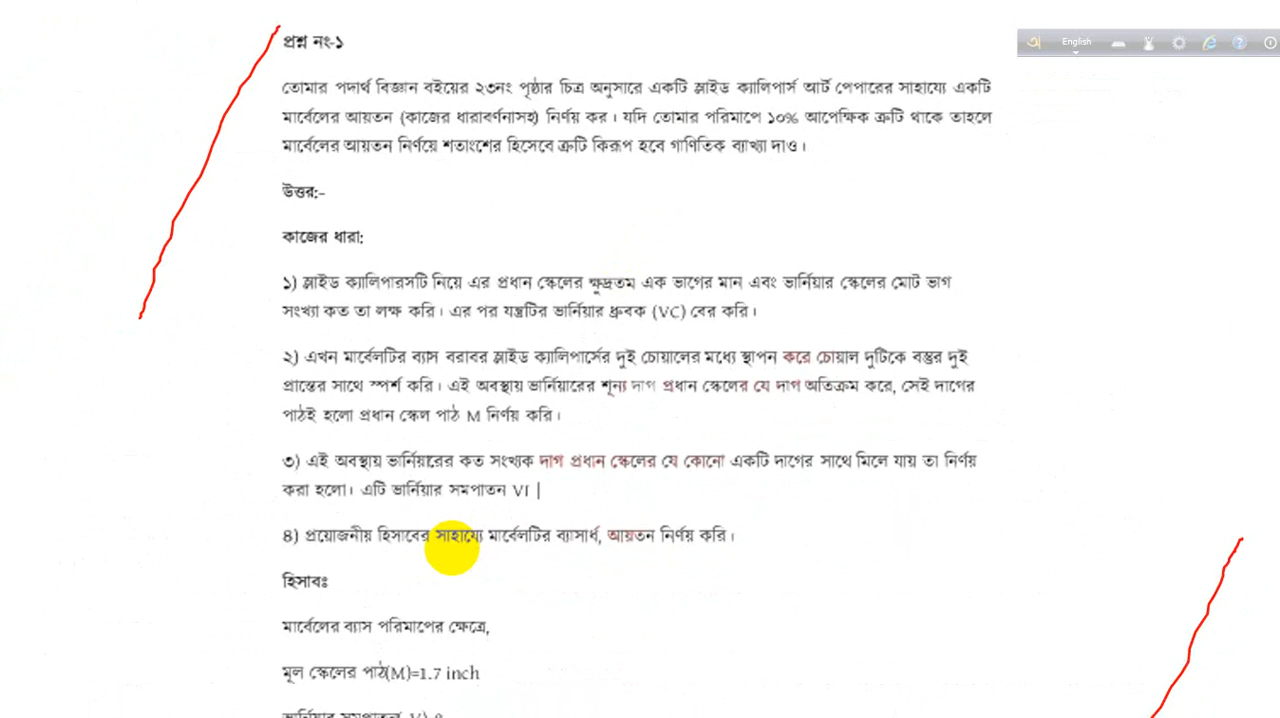 প্রশ্ন নং-১
English
তোমার পদার্থ বিজ্ঞান বইয়ের ২৩নং পৃষ্ঠার চিত্র অনুসারে একটি স্লাইড ক্যালিপার্স আর্ট পেপারের সাহায্যে একটি
মার্বেলের আয়তন (কাজের ধারাবর্ণনাসহ) নির্ণয় কর। যদি তোমার পরিমাপে ১০% আপেক্ষিক ত্রুটি থাকে তাহলে
মার্বেলের আয়তন নির্ণয়ে শতাংশের হিসেবে ত্রুটি কিরূপ হবে গাণিতিক ব্যাখ্যা দাও।
উত্তর:-
কাজের ধারা:
১) স্লাইড ক্যালিপারসটি নিয়ে এর প্রধান স্কেলের ক্ষুদ্রতম এক ভাগের মান এবং ভার্নিয়ার স্কেলের মোট ভাগ
সংখ্যা কত তা লক্ষ করি। এর পর যন্ত্রটির ভার্নিয়ার ধ্রুবক (VC) বের করি।
২) এখন মার্বেলটির ব্যাস বরাবর স্লাইড ক্যালিপার্সের দুই চোয়ালের মধ্যে স্থাপন করে চোয়াল দুটিকে বস্তুর দুই
প্রান্তের সাথে স্পর্শ করি। এই অবস্থায় ভার্নিয়ারের শূন্য দাগ প্রধান স্কেলের যে দাগ অতিক্রম করে, সেই দাগের
পাঠই হলো প্রধান স্কেল পাঠ M নির্ণয় করি।
৩) এই অবস্থায় ভার্নিয়ারের কত সংখ্যক দাগ প্রধান স্কেলের যে কোনো একটি দাগের সাথে মিলে যায় তা নির্ণয়
করা হলো। এটি ভার্নিয়ার সমপাতন VI |
৪) প্রয়োজনীয় হিসাবের সাহায্যে মার্বেলটির ব্যাসার্ধ, আয়তন নির্ণয় করি।
হিসাবঃ
মার্বেলের ব্যাস পরিমাপের ক্ষেত্রে,
মূল স্কেলের পাঠ(M)=1.7 inch
ভার্নিয়ার সমপাতন